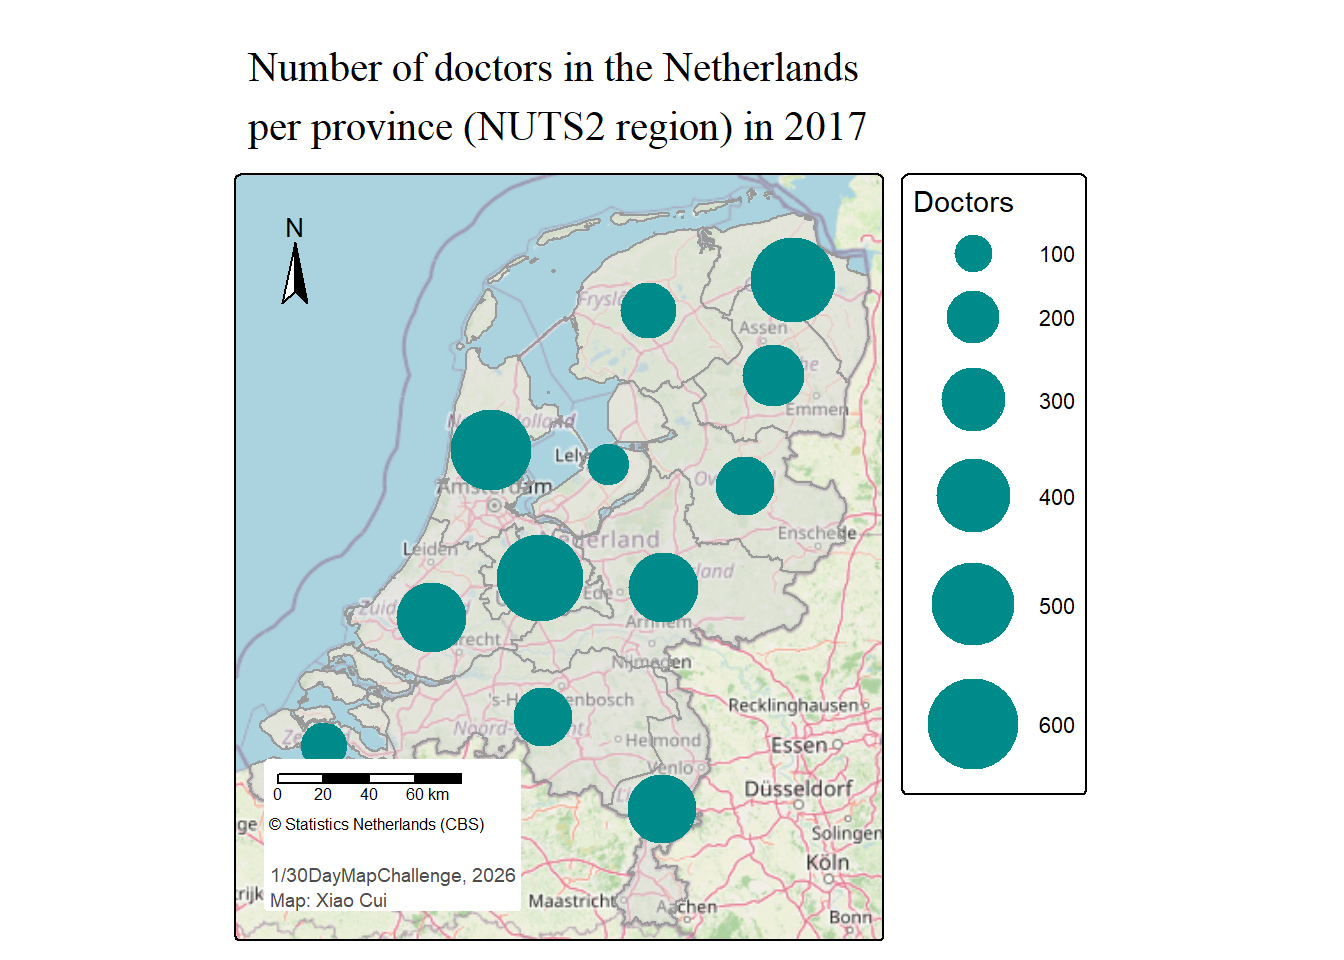 Number of doctors in the Netherlands
per province (NUTS2 region) in 2017
N
Doctors
100
200
300
400
500
600
Assen
Emmen
Enschede
Leiden
Ede
Arnhem
Nijmegen
Recklinghausen
Helmond
Essen
Venlo
Düsseldorf
Solingen
Köln
Maastricht
Aachen
Bonn
0 20 40 60 km
© Statistics Netherlands (CBS)
1/30DayMapChallenge, 2026
Map: Xiao Cui